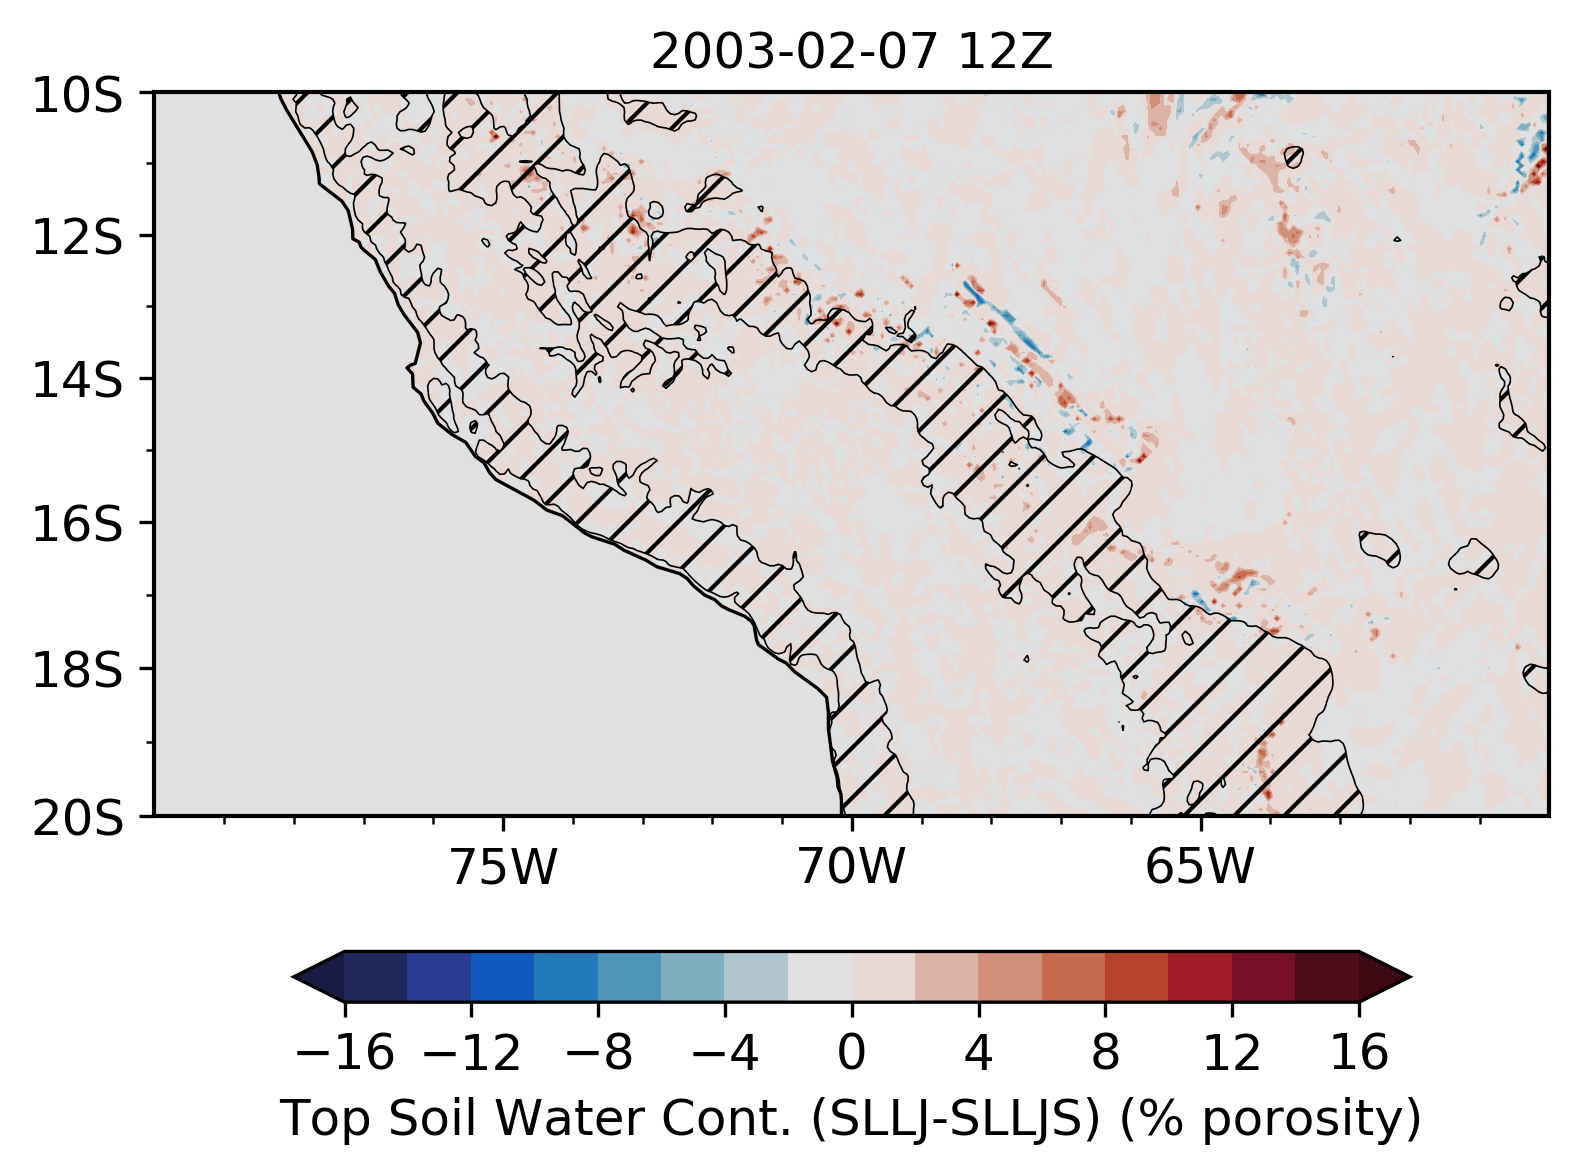 2003-02-07 12Z
10S
12S
14S
16S
18S
20S
75W 70W 65W
−16 −12 −8 −4 0 4 8 12 16
Top Soil Water Cont. (SLLJ-SLLJS) (% porosity)